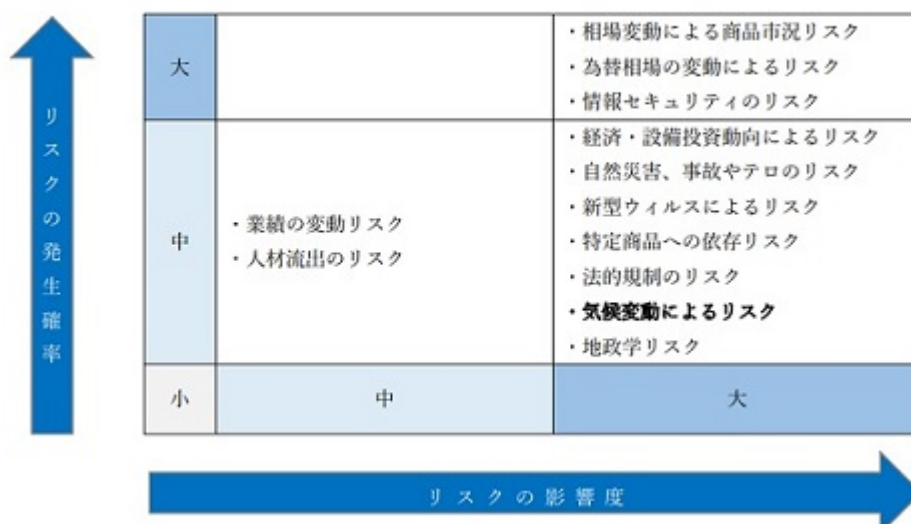 リスクの発生確率
大
・相場変動による商品市況リスク
・為替相場の変動によるリスク
・情報セキュリティのリスク
中
・業績の変動リスク
・人材流出のリスク
・経済・設備投資動向によるリスク
・自然災害、事故やテロのリスク
・新型ウィルスによるリスク
・特定商品への依存リスク
・法的規制のリスク
・気候変動によるリスク
・地政学リスク
小
中
大
リスクの影響度